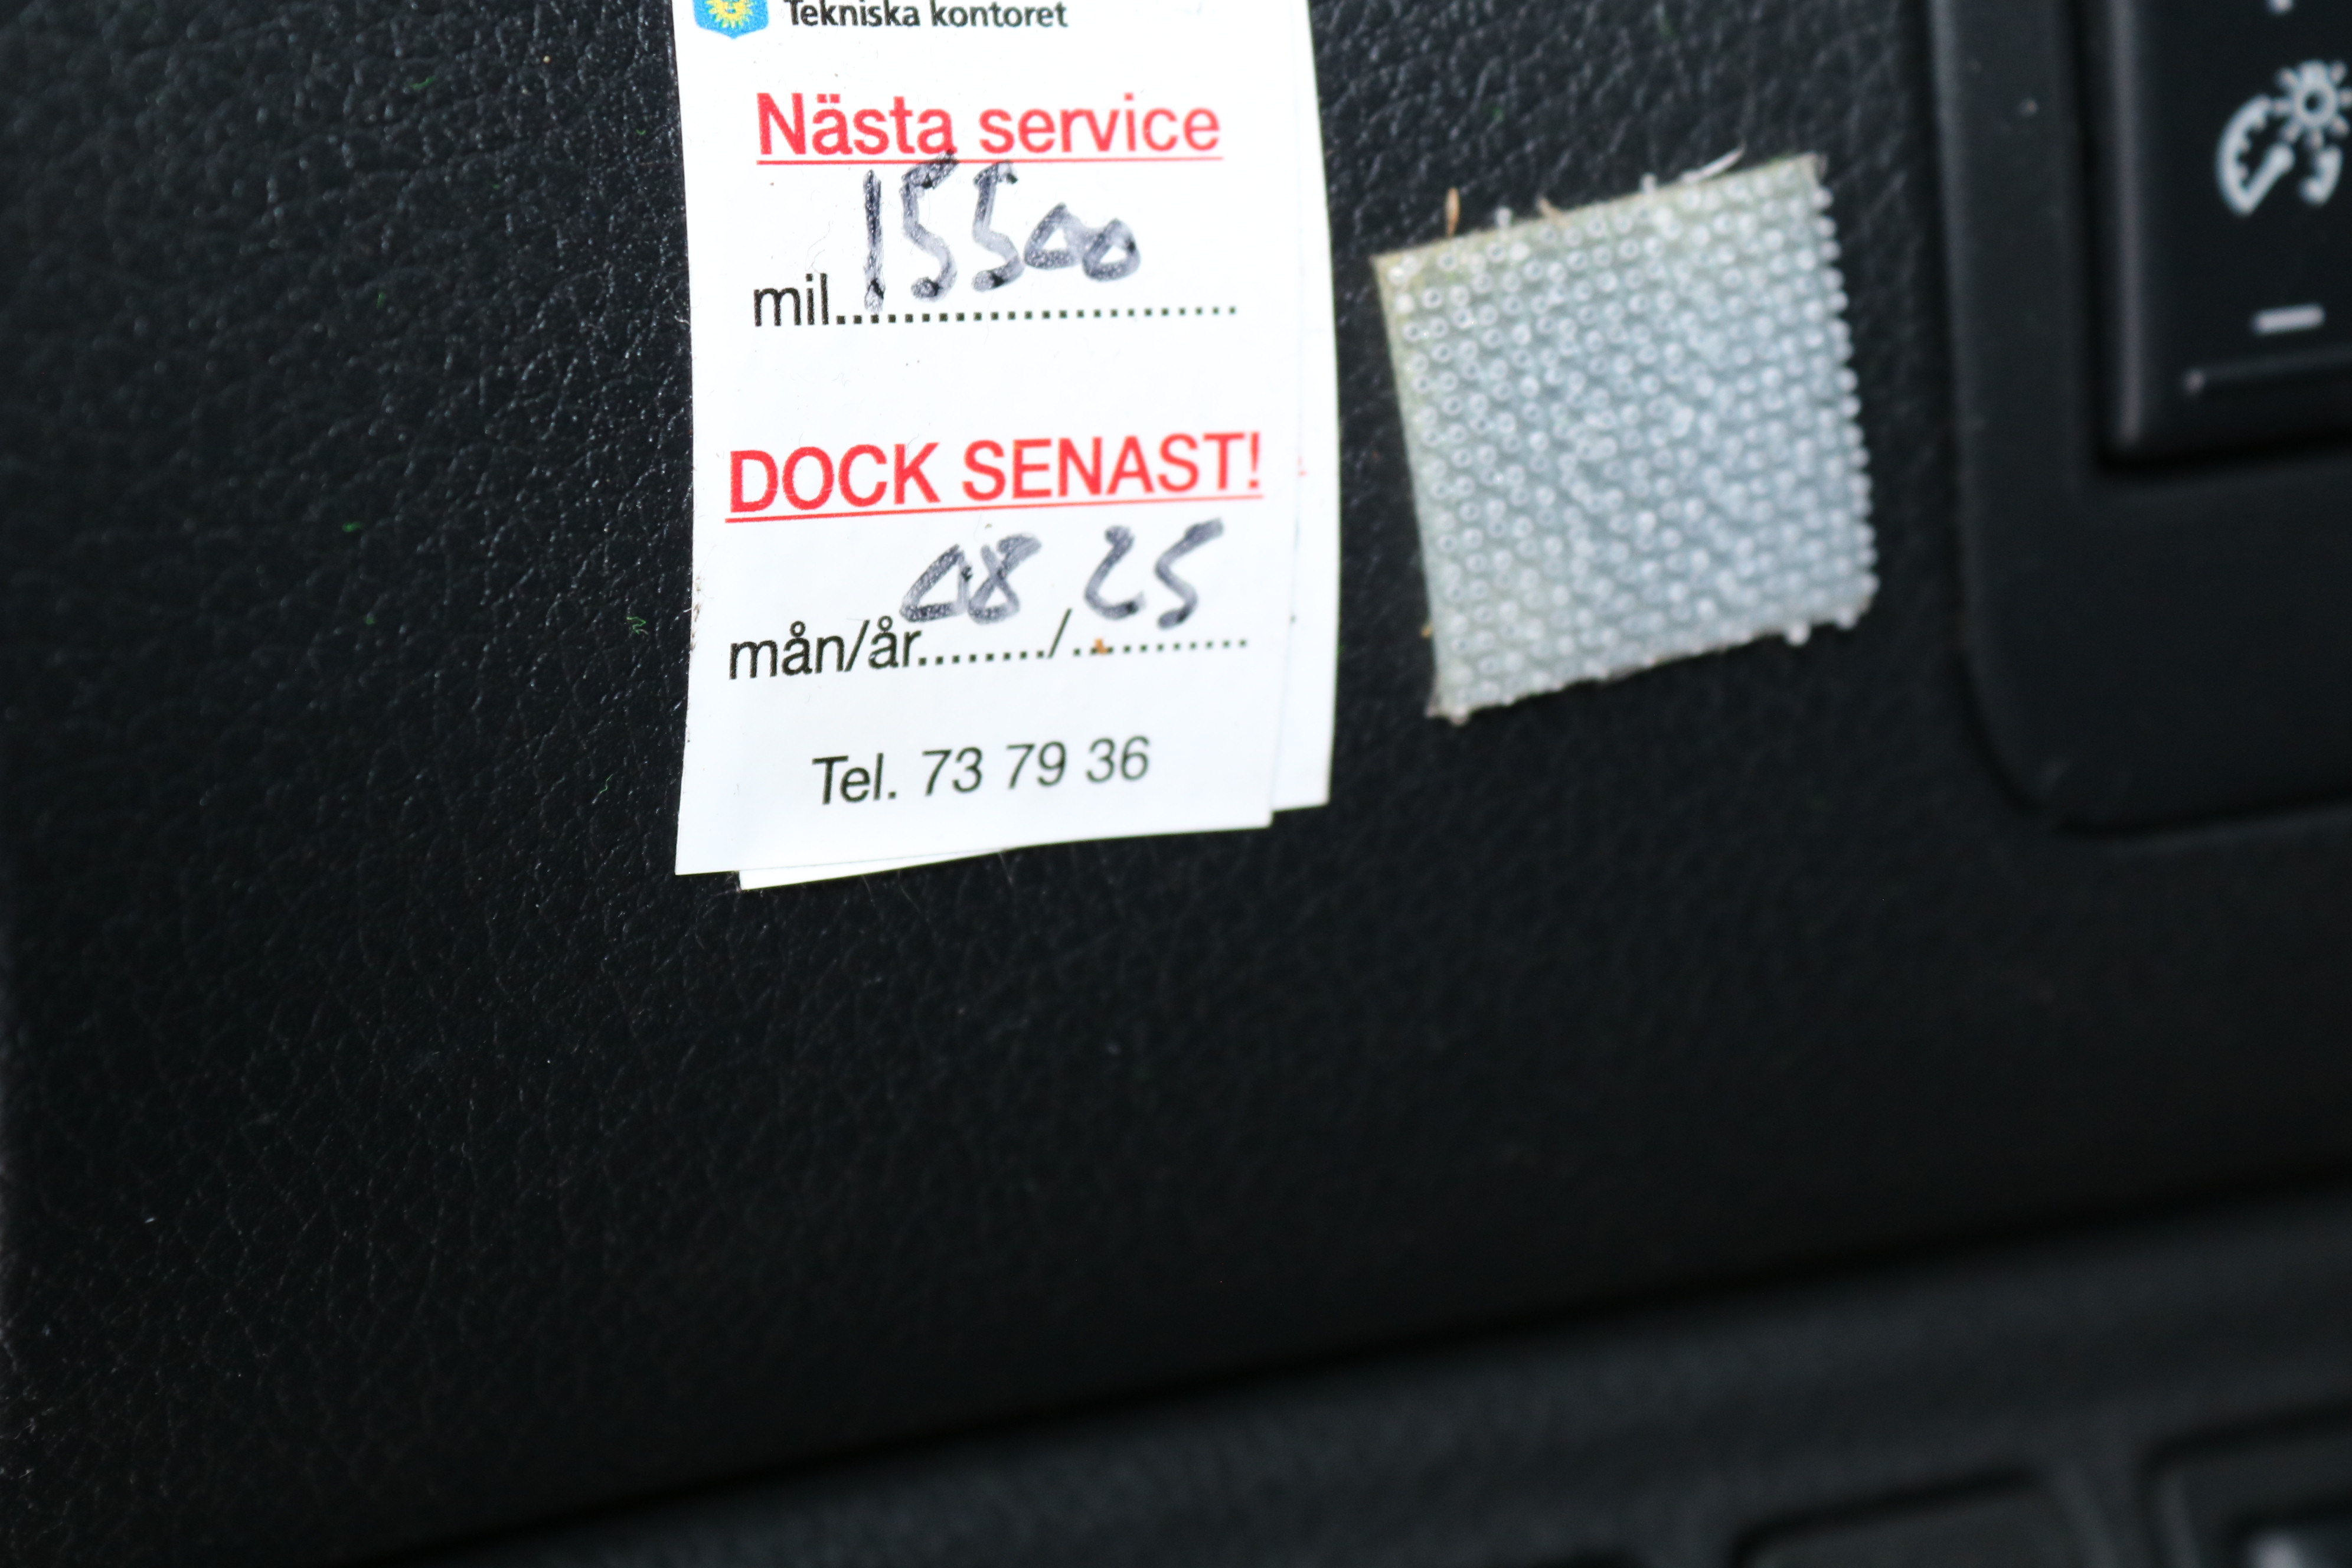 Tekniska kontoret
Nästa service
mil..........................15500
DOCK SENAST!
mån/år......../...........08 25
Tel. 73 79 36